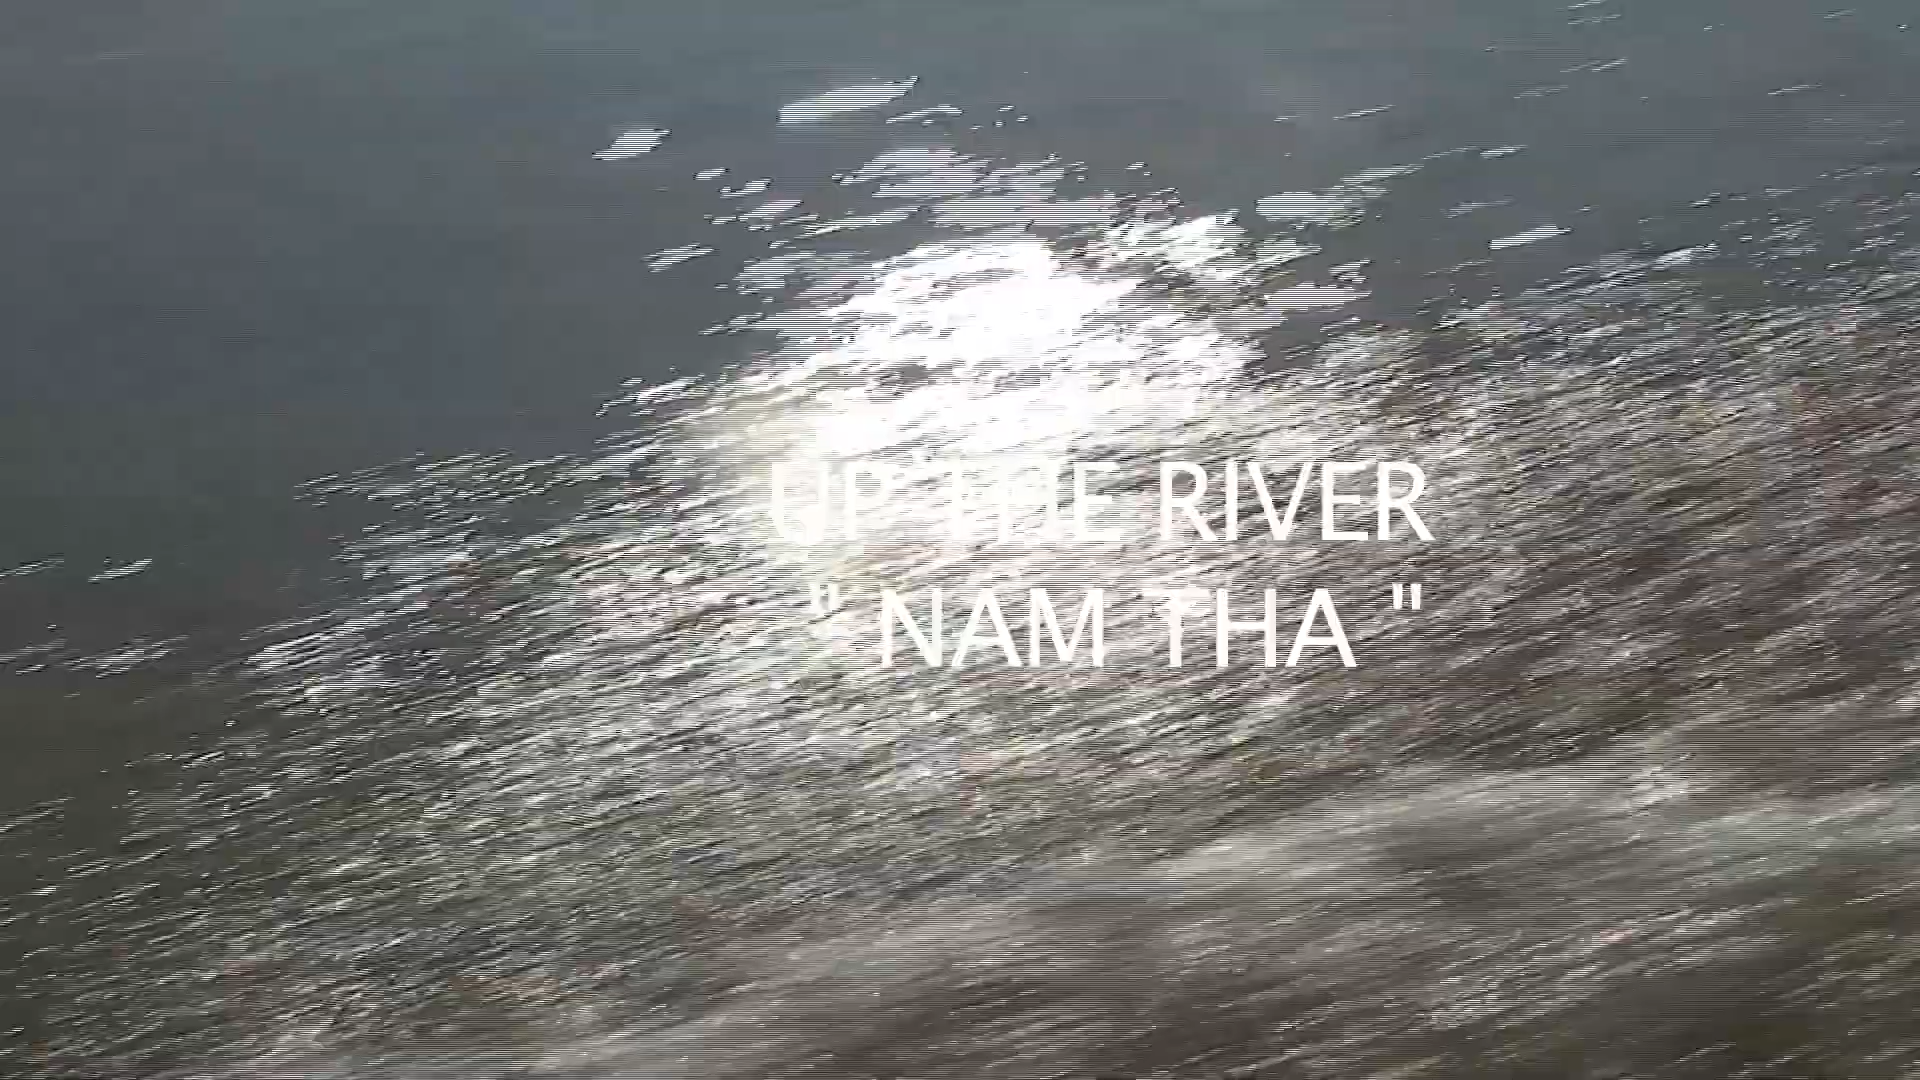 UP THE RIVER
" NAM THA "